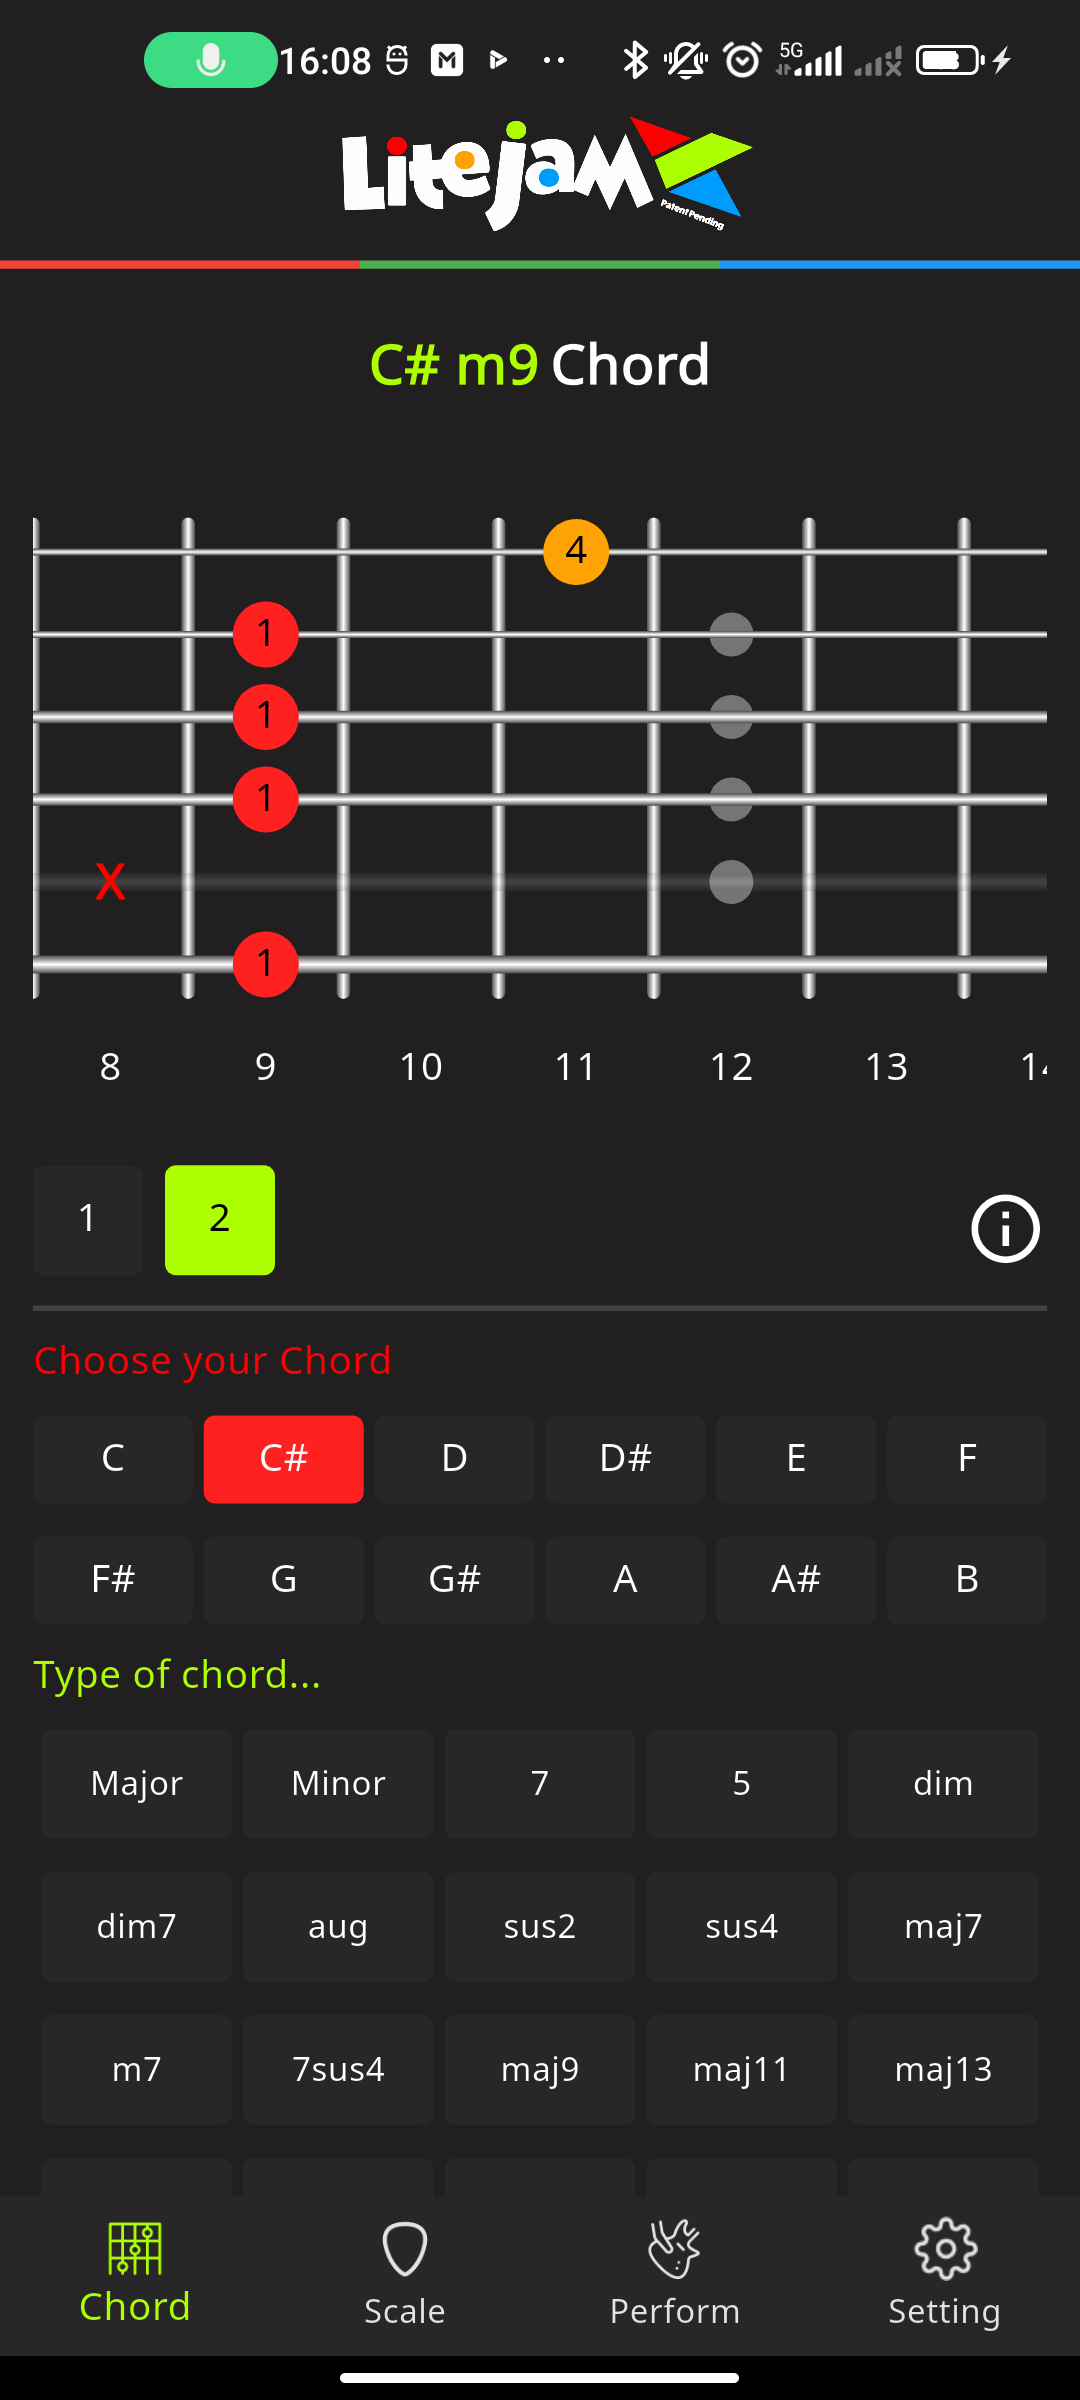 16:08 5G
LiteJam
Patent Pending
C# m9 Chord
4
1
1
1
X
1
8 9 10 11 12 13
1 2
Choose your Chord
C C# D D# E F
F# G G# A A# B
Type of chord...
Major Minor 7 5 dim
dim7 aug sus2 sus4 maj7
m7 7sus4 maj9 maj11 maj13
Chord Scale Perform Setting